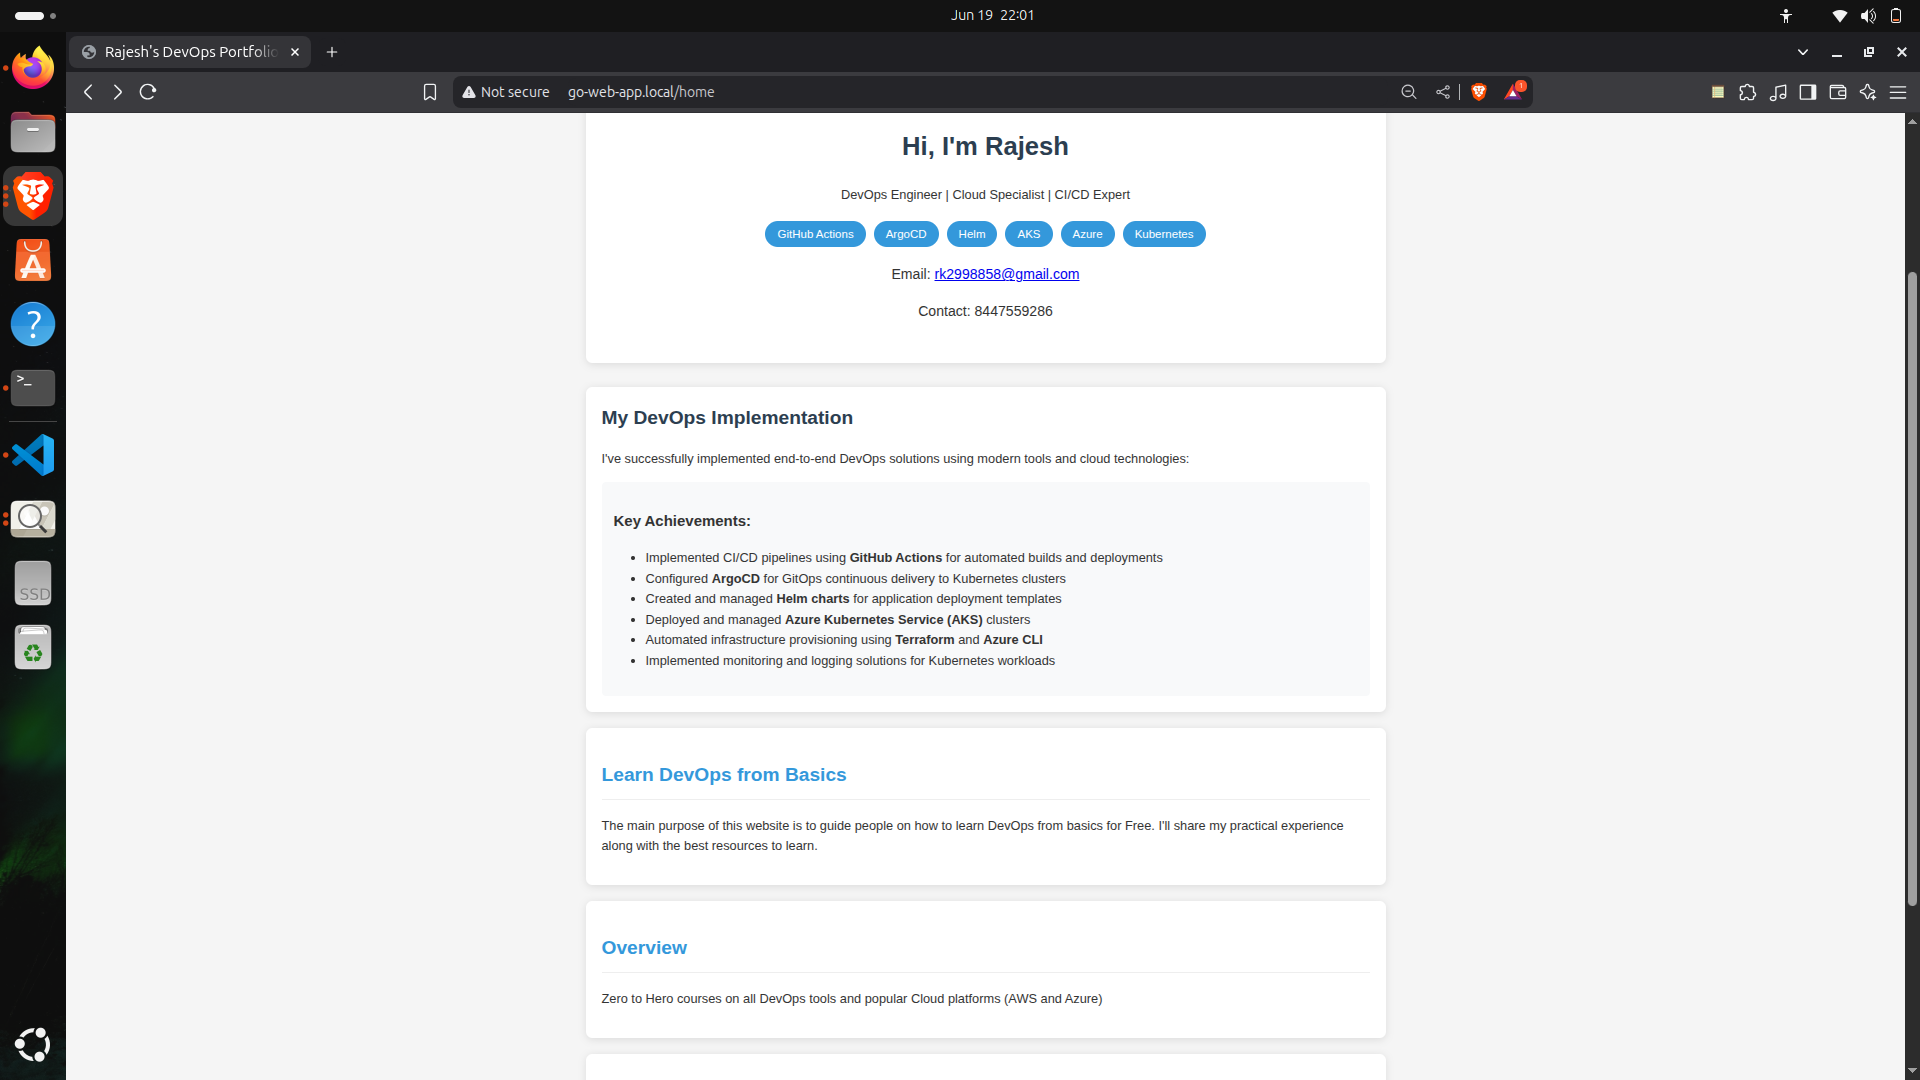 Jun 19 22:01
Rajesh's DevOps Portfolio
Not secure go-web-app.local/home
1
Hi, I'm Rajesh
DevOps Engineer | Cloud Specialist | CI/CD Expert
GitHub Actions ArgoCD Helm AKS Azure Kubernetes
Email: rk2998858@gmail.com
Contact: 8447559286
My DevOps Implementation
I've successfully implemented end-to-end DevOps solutions using modern tools and cloud technologies:
Key Achievements:
• Implemented CI/CD pipelines using GitHub Actions for automated builds and deployments
• Configured ArgoCD for GitOps continuous delivery to Kubernetes clusters
• Created and managed Helm charts for application deployment templates
• Deployed and managed Azure Kubernetes Service (AKS) clusters
• Automated infrastructure provisioning using Terraform and Azure CLI
• Implemented monitoring and logging solutions for Kubernetes workloads
SSD
Learn DevOps from Basics
The main purpose of this website is to guide people on how to learn DevOps from basics for Free. I'll share my practical experience
along with the best resources to learn.
Overview
Zero to Hero courses on all DevOps tools and popular Cloud platforms (AWS and Azure)